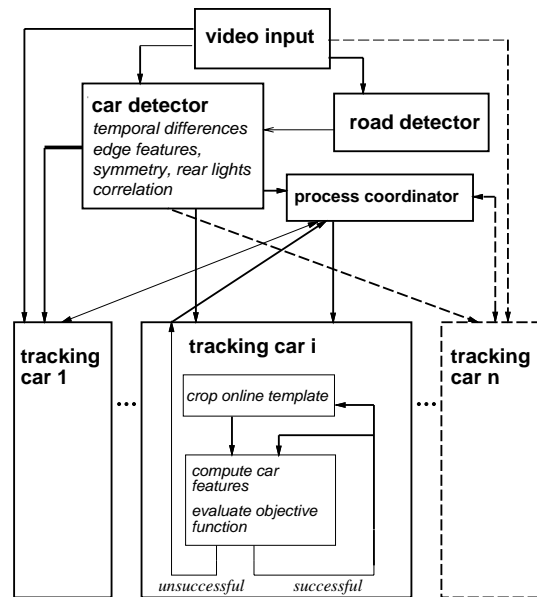 video input
car detector
temporal differences
edge features,
symmetry, rear lights
correlation
road detector
process coordinator
tracking
car 1
...
tracking car i
crop online template
compute car
features
evaluate objective
function
unsuccessful
successful
...
tracking
car n